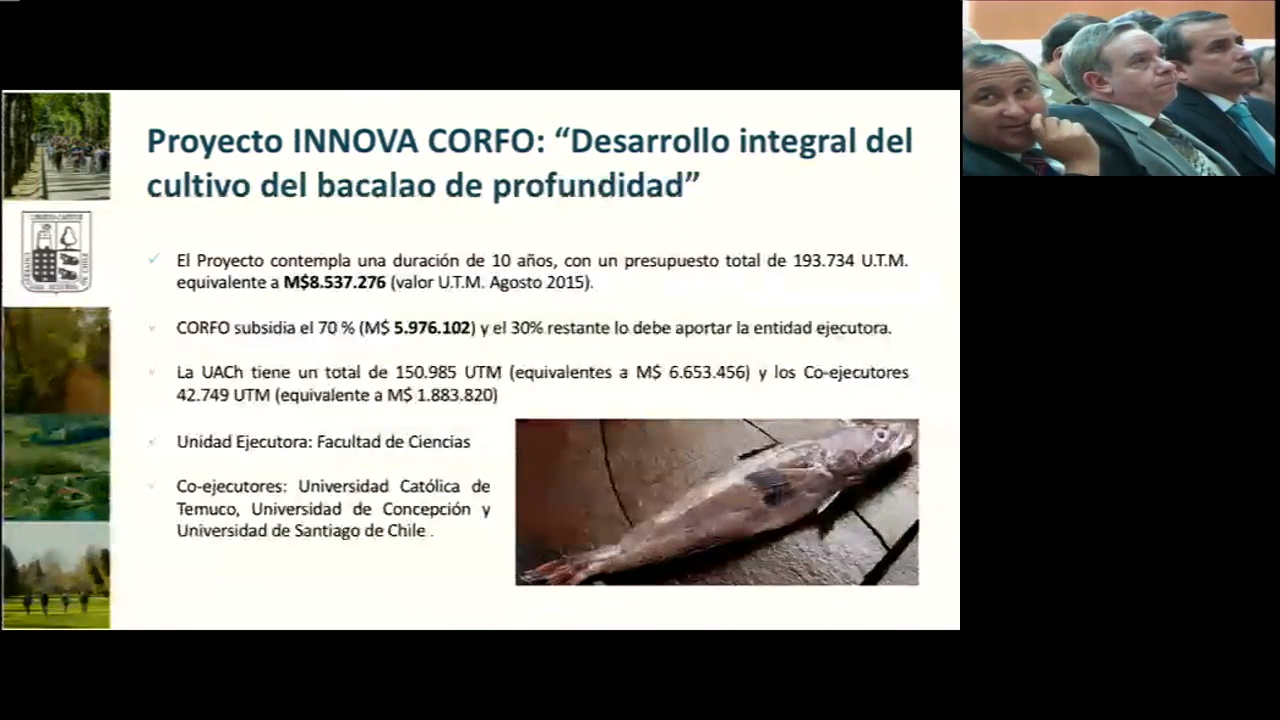 Proyecto INNOVA CORFO: “Desarrollo integral del
cultivo del bacalao de profundidad”
El Proyecto contempla una duración de 10 años, con un presupuesto total de 193.734 U.T.M.
equivalente a M$8.537.276 (valor U.T.M. Agosto 2015).
CORFO subsidia el 70 % (M$ 5.976.102) y el 30% restante lo debe aportar la entidad ejecutora.
La UACh tiene un total de 150.985 UTM (equivalentes a M$ 6.653.456) y los Co-ejecutores
42.749 UTM (equivalente a M$ 1.883.820)
Unidad Ejecutora: Facultad de Ciencias
Co-ejecutores: Universidad Católica de
Temuco, Universidad de Concepción y
Universidad de Santiago de Chile .